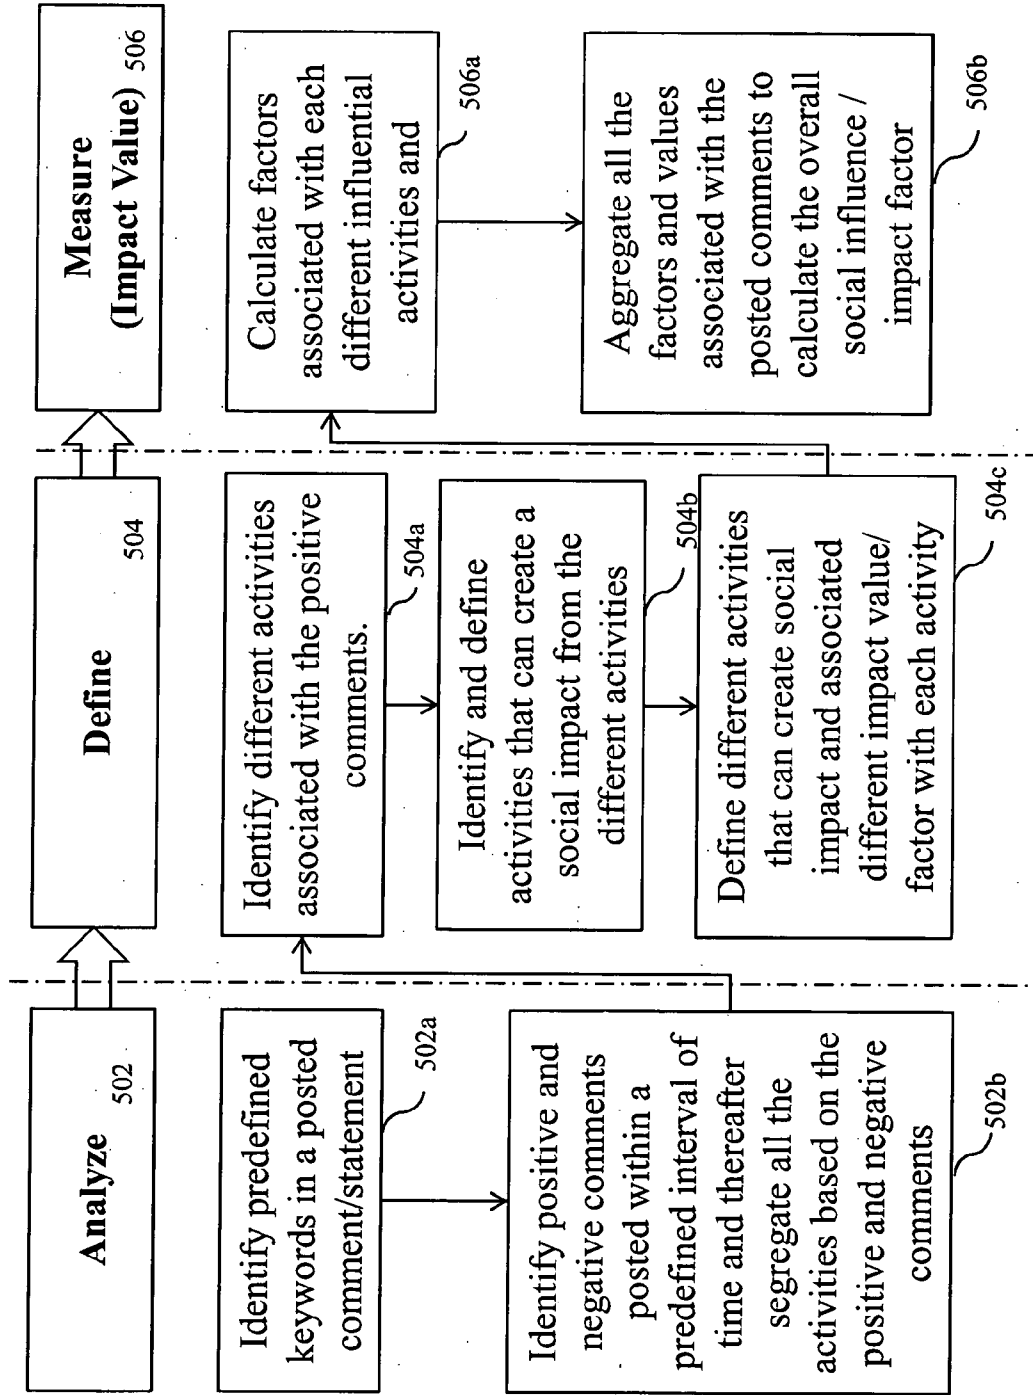 Analyze
502
Identify predefined
keywords in a posted
comment/statement
502a
Identify positive and
negative comments
posted within a
predefined interval of
time and thereafter
segregate all the
activities based on the
positive and negative
comments
502b
Define
504
Identify different activities
associated with the positive
comments.
504a
Identify and define
activities that can create a
social impact from the
different activities
504b
Define different activities
that can create social
impact and associated
different impact value/
factor with each activity
504c
Measure
(Impact Value)
506
Calculate factors
associated with each
different influential
activities and
506a
Aggregate all the
factors and values
associated with the
posted comments to
calculate the overall
social influence /
impact factor
506b